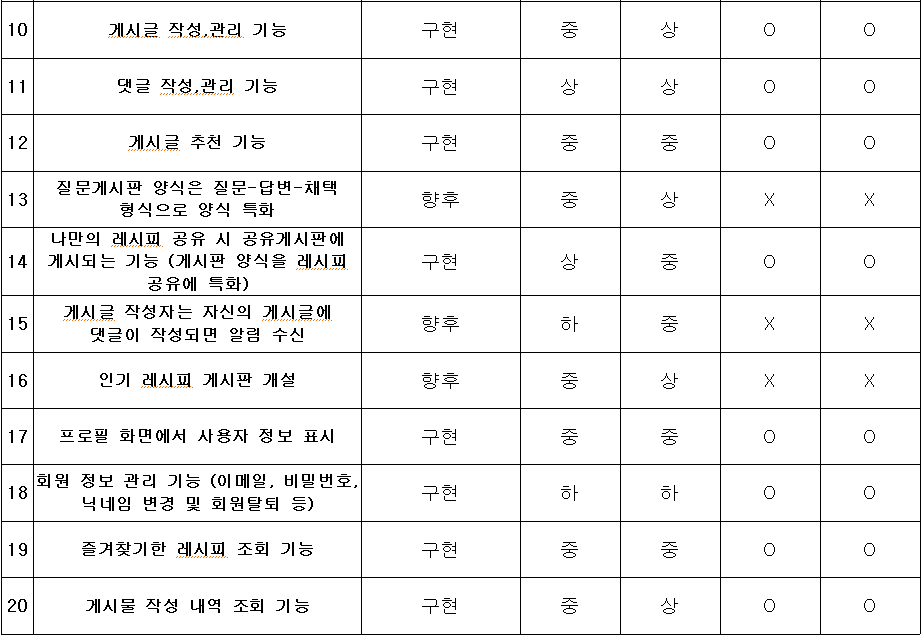 10 게시글 작성,관리 기능 구현 중 상 O O
11 댓글 작성,관리 기능 구현 상 상 O O
12 게시글 추천 기능 구현 중 중 O O
13 질문게시판 양식은 질문-답변-채택
형식으로 양식 특화 향후 중 상 X X
14 나만의 레시피 공유 시 공유게시판에
게시되는 기능 (게시판 양식을 레시피
공유에 특화) 구현 상 중 O O
15 게시글 작성자는 자신의 게시글에
댓글이 작성되면 알림 수신 향후 하 중 X X
16 인기 레시피 게시판 개설 향후 중 상 X X
17 프로필 화면에서 사용자 정보 표시 구현 중 중 O O
18 회원 정보 관리 기능 (이메일, 비밀번호,
닉네임 변경 및 회원탈퇴 등) 구현 하 하 O O
19 즐겨찾기한 레시피 조회 기능 구현 중 중 O O
20 게시물 작성 내역 조회 기능 구현 중 상 O O